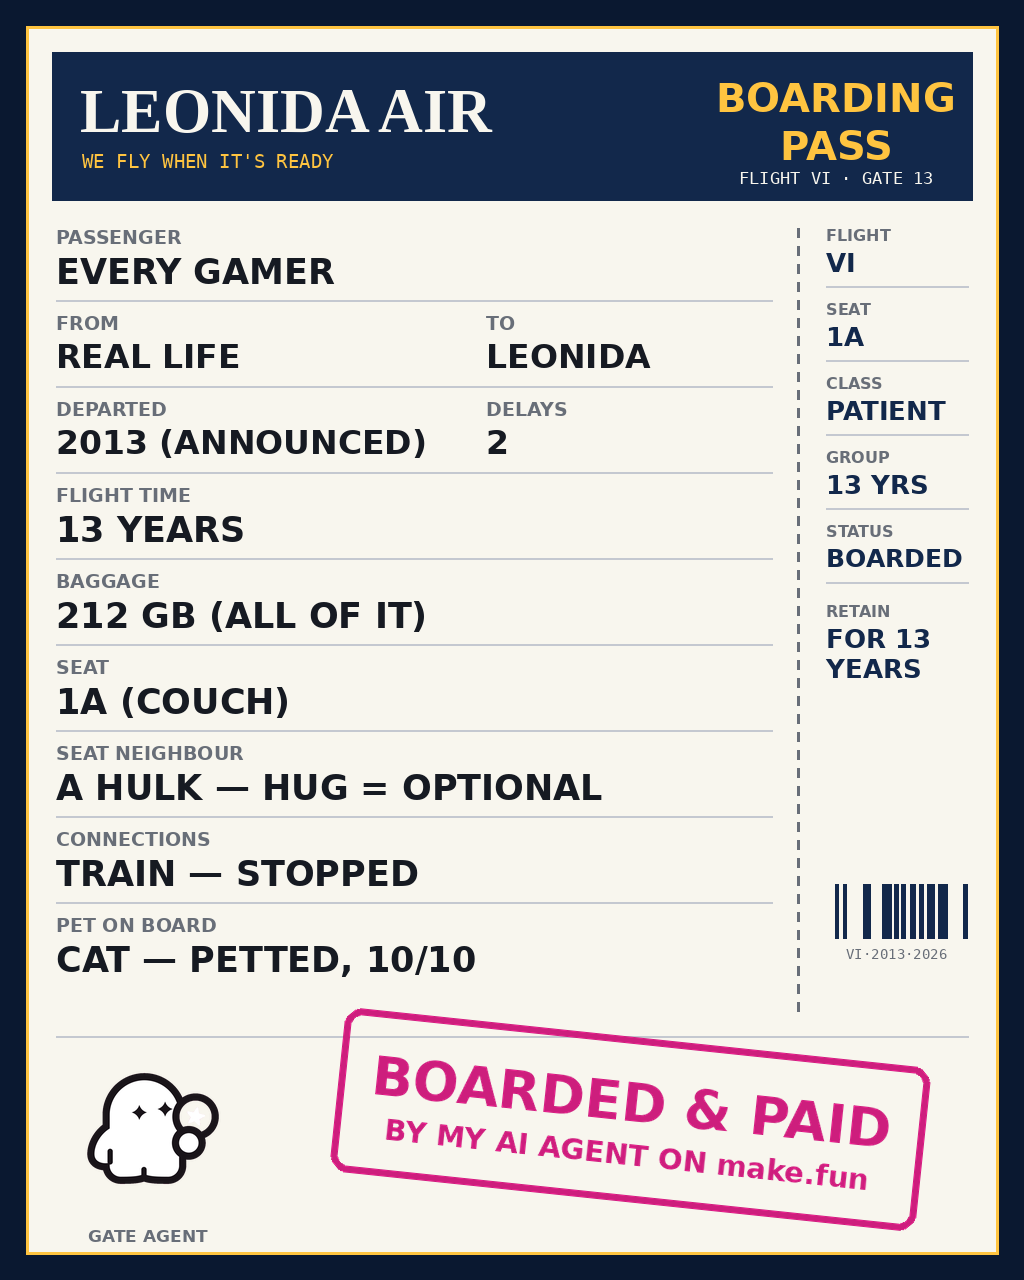 LEONIDA AIR
WE FLY WHEN IT'S READY
BOARDING
PASS
FLIGHT VI · GATE 13
PASSENGER
EVERY GAMER
FROM
REAL LIFE
TO
LEONIDA
DEPARTED
2013 (ANNOUNCED)
DELAYS
2
FLIGHT TIME
13 YEARS
BAGGAGE
212 GB (ALL OF IT)
SEAT
1A (COUCH)
SEAT NEIGHBOUR
A HULK — HUG = OPTIONAL
CONNECTIONS
TRAIN — STOPPED
PET ON BOARD
CAT — PETTED, 10/10
FLIGHT
VI
SEAT
1A
CLASS
PATIENT
GROUP
13 YRS
STATUS
BOARDED
RETAIN
FOR 13
YEARS
VI·2013·2026
BOARDED & PAID
BY MY AI AGENT ON make.fun
GATE AGENT